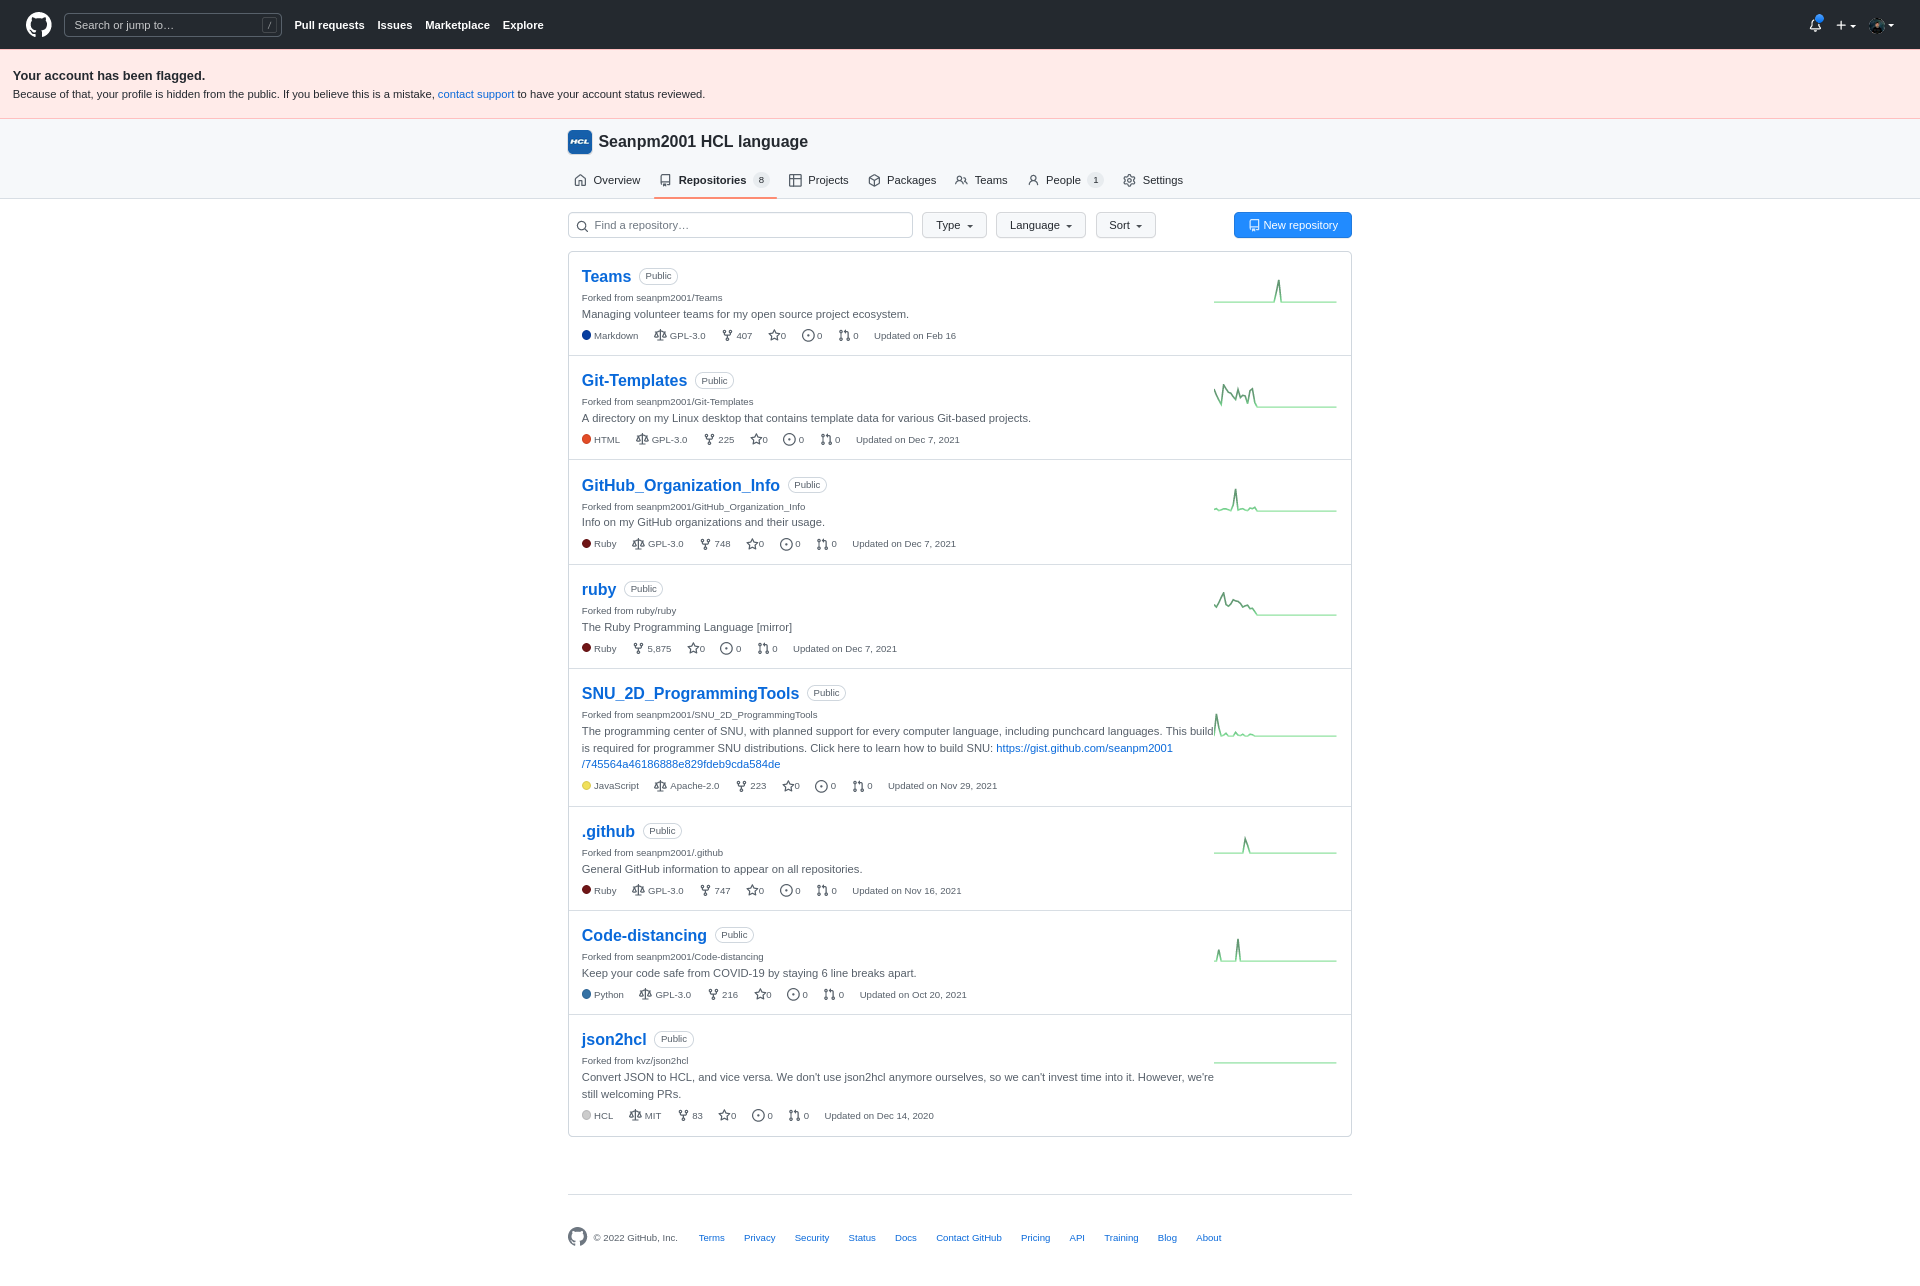 Search or jump to… /
Pull requests Issues Marketplace Explore
Your account has been flagged.
Because of that, your profile is hidden from the public. If you believe this is a mistake, contact support to have your account status reviewed.
HCL Seanpm2001 HCL language
Overview Repositories 8 Projects Packages Teams People 1 Settings
Find a repository… Type Language Sort New repository
Teams Public
Forked from seanpm2001/Teams
Managing volunteer teams for my open source project ecosystem.
Markdown GPL-3.0 407 0 0 0 Updated on Feb 16
Git-Templates Public
Forked from seanpm2001/Git-Templates
A directory on my Linux desktop that contains template data for various Git-based projects.
HTML GPL-3.0 225 0 0 0 Updated on Dec 7, 2021
GitHub_Organization_Info Public
Forked from seanpm2001/GitHub_Organization_Info
Info on my GitHub organizations and their usage.
Ruby GPL-3.0 748 0 0 0 Updated on Dec 7, 2021
ruby Public
Forked from ruby/ruby
The Ruby Programming Language [mirror]
Ruby 5,875 0 0 0 Updated on Dec 7, 2021
SNU_2D_ProgrammingTools Public
Forked from seanpm2001/SNU_2D_ProgrammingTools
The programming center of SNU, with planned support for every computer language, including punchcard languages. This build
is required for programmer SNU distributions. Click here to learn how to build SNU: https://gist.github.com/seanpm2001
/745564a46186888e829fdeb9cda584de
JavaScript Apache-2.0 223 0 0 0 Updated on Nov 29, 2021
.github Public
Forked from seanpm2001/.github
General GitHub information to appear on all repositories.
Ruby GPL-3.0 747 0 0 0 Updated on Nov 16, 2021
Code-distancing Public
Forked from seanpm2001/Code-distancing
Keep your code safe from COVID-19 by staying 6 line breaks apart.
Python GPL-3.0 216 0 0 0 Updated on Oct 20, 2021
json2hcl Public
Forked from kvz/json2hcl
Convert JSON to HCL, and vice versa. We don't use json2hcl anymore ourselves, so we can't invest time into it. However, we're
still welcoming PRs.
HCL MIT 83 0 0 0 Updated on Dec 14, 2020
© 2022 GitHub, Inc. Terms Privacy Security Status Docs Contact GitHub Pricing API Training Blog About